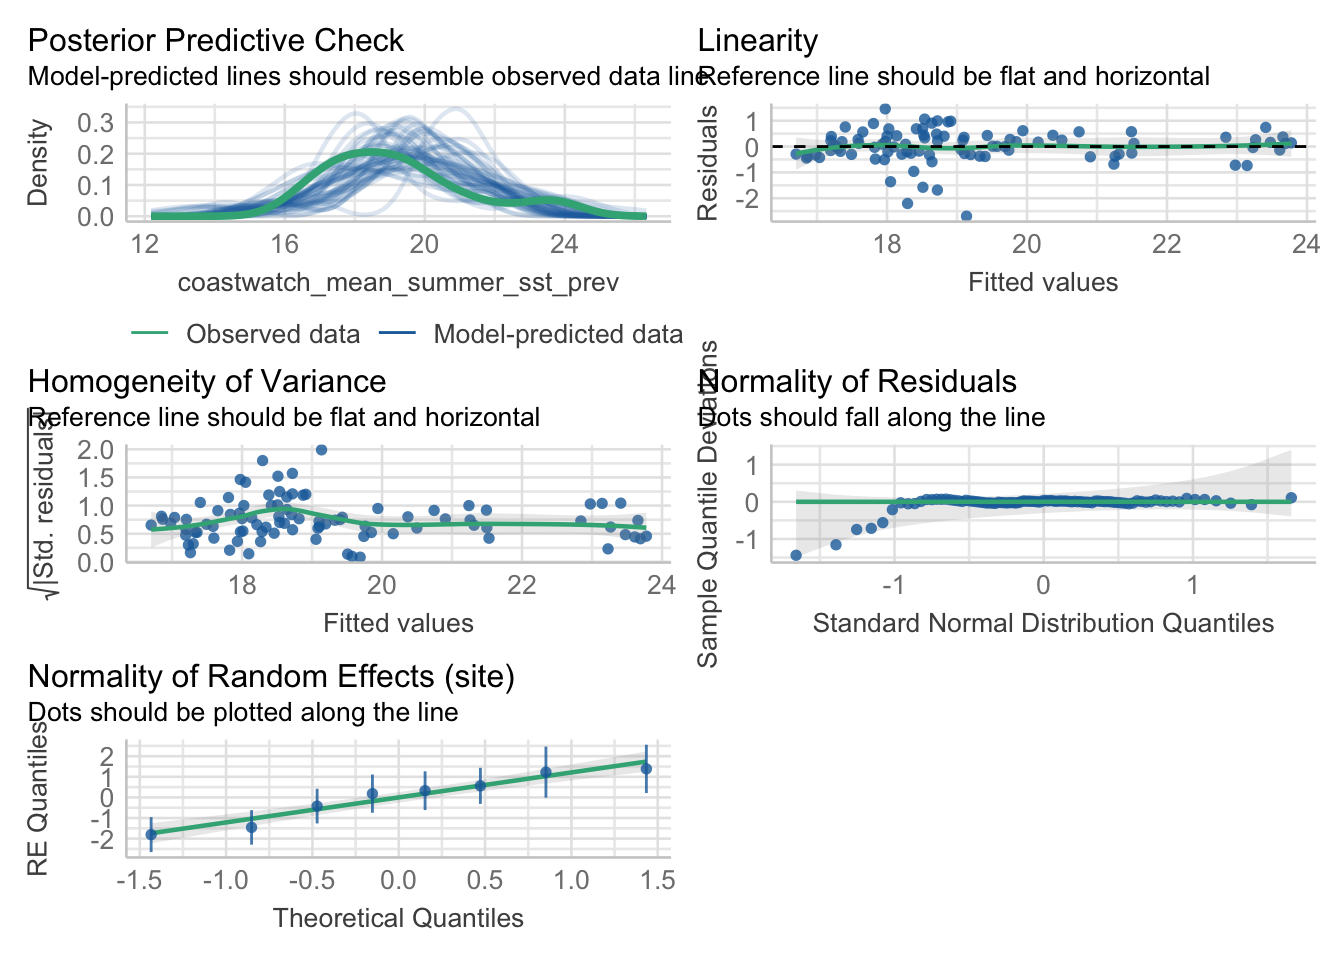 Posterior Predictive Check
Model-predicted lines should resemble observed data line
Density
0.3
0.2
0.1
0.0
12 16 20 24
coastwatch_mean_summer_sst_prev
Observed data Model-predicted data
Linearity
Reference line should be flat and horizontal
Residuals
1
0
-1
-2
18 20 22 24
Fitted values
Homogeneity of Variance
Reference line should be flat and horizontal
√|Std. residuals|
2.0
1.5
1.0
0.5
0.0
18 20 22 24
Fitted values
Normality of Residuals
Dots should fall along the line
Sample Quantile Deviations
1
0
-1
-1 0 1
Standard Normal Distribution Quantiles
Normality of Random Effects (site)
Dots should be plotted along the line
RE Quantiles
2
1
0
-1
-2
-1.5 -1.0 -0.5 0.0 0.5 1.0 1.5
Theoretical Quantiles